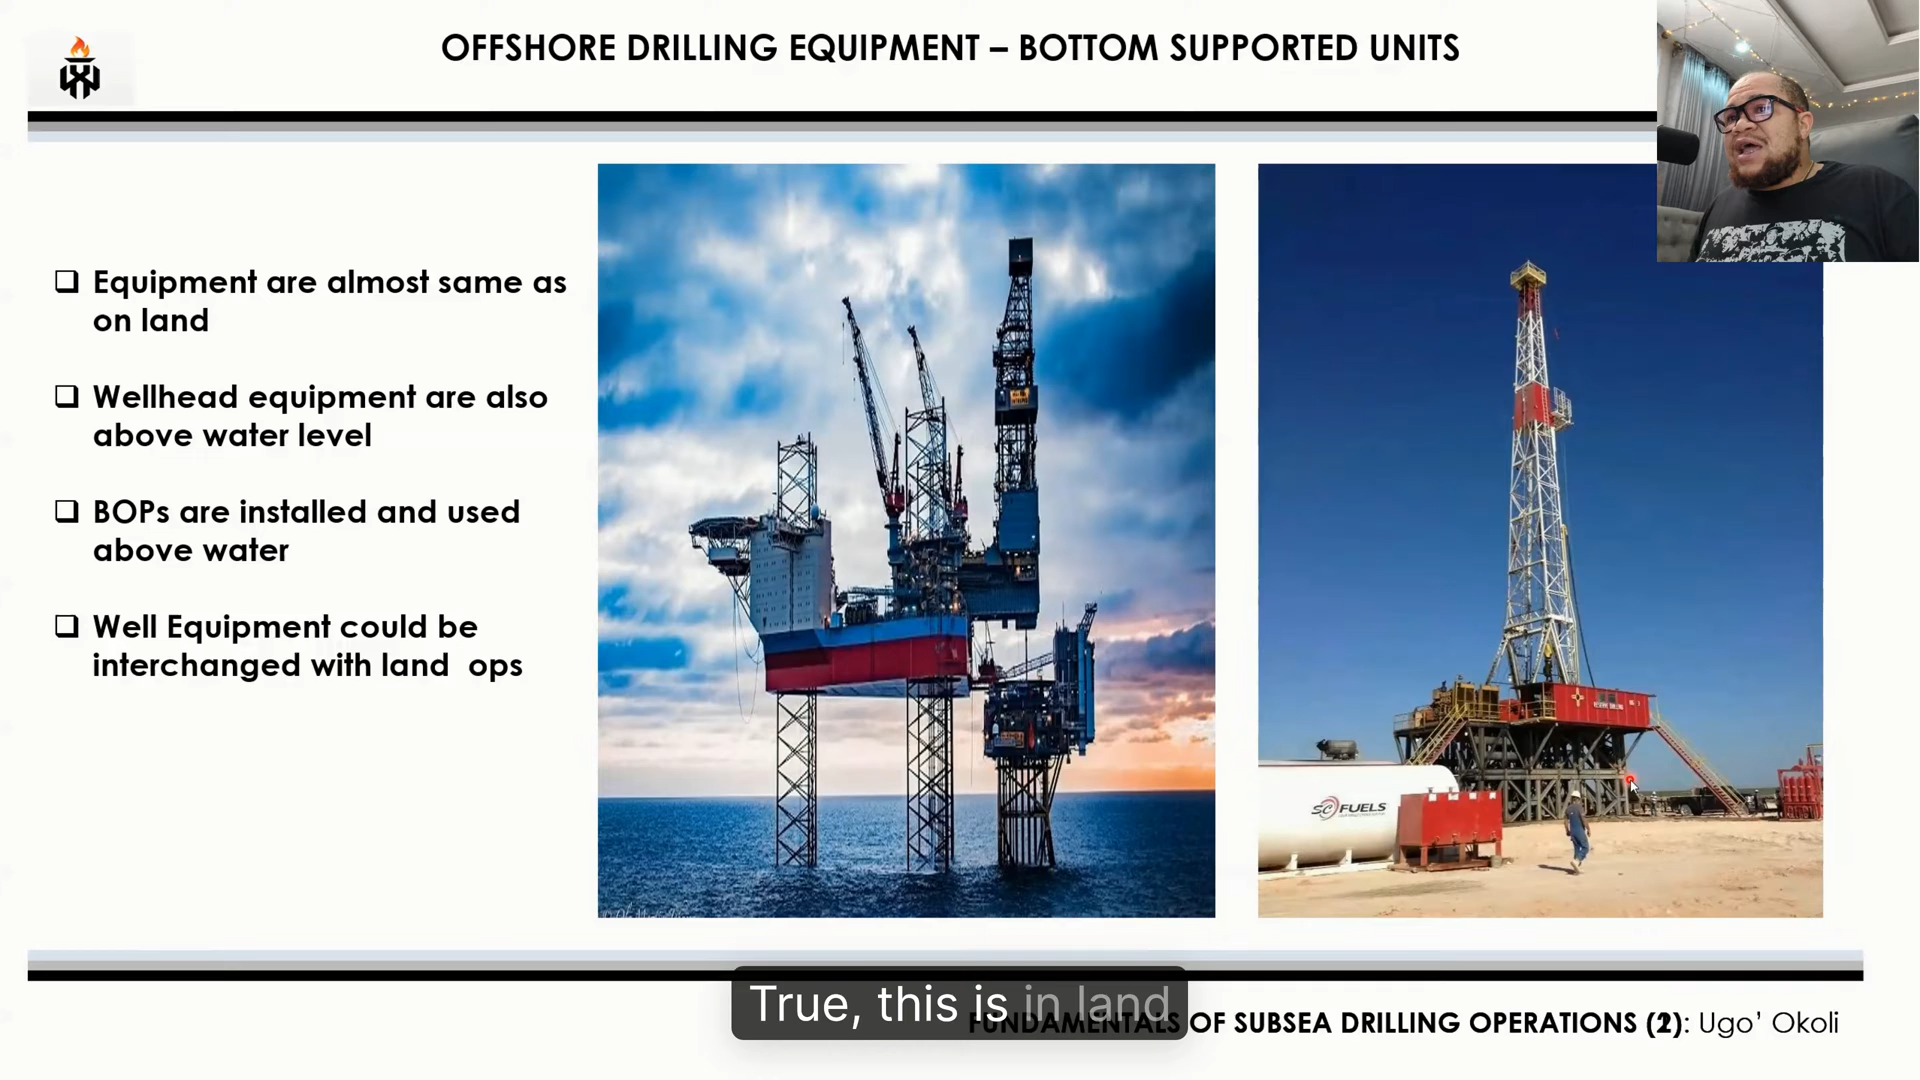 OFFSHORE DRILLING EQUIPMENT – BOTTOM SUPPORTED UNITS
Equipment are almost same as
on land
Wellhead equipment are also
above water level
BOPs are installed and used
above water
Well Equipment could be
interchanged with land ops
SC FUELS
True, this is in land
FUNDAMENTALS OF SUBSEA DRILLING OPERATIONS (2): Ugo’ Okoli